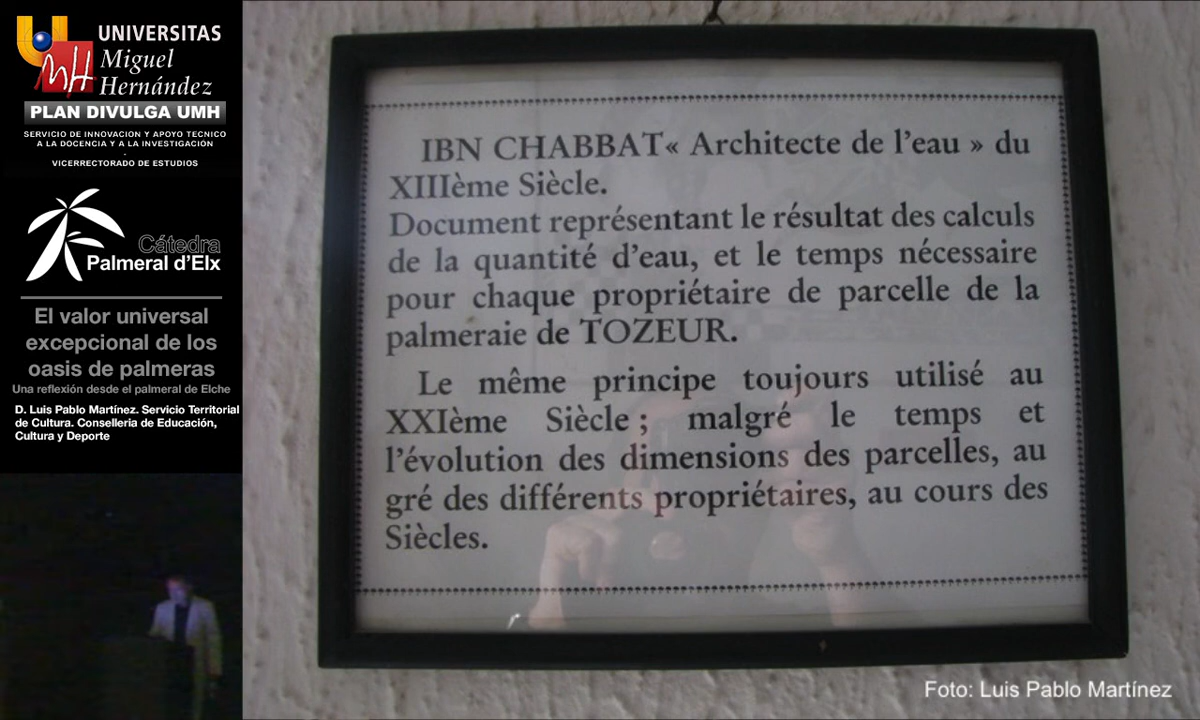 UNIVERSITAS
Miguel
Hernández
PLAN DIVULGA UMH
SERVICIO DE INNOVACION Y APOYO TECNICO
A LA DOCENCIA Y A LA INVESTIGACION
VICERRECTORADO DE ESTUDIOS
Cátedra
Palmeral d'Elx
El valor universal
excepcional de los
oasis de palmeras
Una reflexión desde el palmeral de Elche
D. Luis Pablo Martínez. Servicio Territorial
de Cultura. Conselleria de Educación,
Cultura y Deporte
IBN CHABBAT« Architecte de l'eau » du
XIIIème Siècle.
Document représentant le résultat des calculs
de la quantité d'eau, et le temps nécessaire
pour chaque propriétaire de parcelle de la
palmeraie de TOZEUR.
Le même principe toujours utilisé au
XXIème Siècle ; malgré le temps et
l'évolution des dimensions des parcelles, au
gré des différents propriétaires, au cours des
Siècles.
Foto: Luis Pablo Martínez